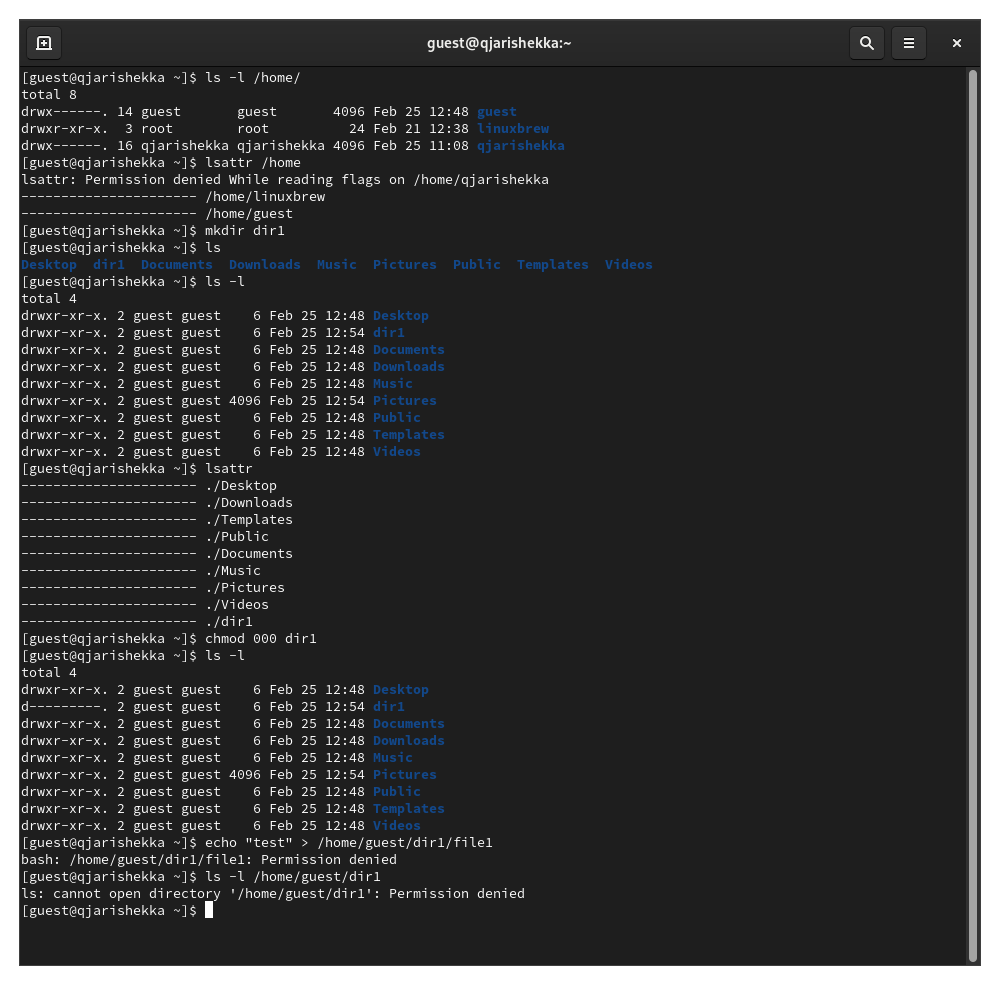 guest@qjarishekka:~
[guest@qjarishekka ~]$ ls -l /home/
total 8
drwx------. 14 guest       guest       4096 Feb 25 12:48 guest
drwxr-xr-x.  3 root        root          24 Feb 21 12:38 linuxbrew
drwx------. 16 qjarishekka qjarishekka 4096 Feb 25 11:08 qjarishekka
[guest@qjarishekka ~]$ lsattr /home
lsattr: Permission denied While reading flags on /home/qjarishekka
---------------------- /home/linuxbrew
---------------------- /home/guest
[guest@qjarishekka ~]$ mkdir dir1
[guest@qjarishekka ~]$ ls
Desktop  dir1  Documents  Downloads  Music  Pictures  Public  Templates  Videos
[guest@qjarishekka ~]$ ls -l
total 4
drwxr-xr-x. 2 guest guest    6 Feb 25 12:48 Desktop
drwxr-xr-x. 2 guest guest    6 Feb 25 12:54 dir1
drwxr-xr-x. 2 guest guest    6 Feb 25 12:48 Documents
drwxr-xr-x. 2 guest guest    6 Feb 25 12:48 Downloads
drwxr-xr-x. 2 guest guest    6 Feb 25 12:48 Music
drwxr-xr-x. 2 guest guest 4096 Feb 25 12:54 Pictures
drwxr-xr-x. 2 guest guest    6 Feb 25 12:48 Public
drwxr-xr-x. 2 guest guest    6 Feb 25 12:48 Templates
drwxr-xr-x. 2 guest guest    6 Feb 25 12:48 Videos
[guest@qjarishekka ~]$ lsattr
---------------------- ./Desktop
---------------------- ./Downloads
---------------------- ./Templates
---------------------- ./Public
---------------------- ./Documents
---------------------- ./Music
---------------------- ./Pictures
---------------------- ./Videos
---------------------- ./dir1
[guest@qjarishekka ~]$ chmod 000 dir1
[guest@qjarishekka ~]$ ls -l
total 4
drwxr-xr-x. 2 guest guest    6 Feb 25 12:48 Desktop
d---------. 2 guest guest    6 Feb 25 12:54 dir1
drwxr-xr-x. 2 guest guest    6 Feb 25 12:48 Documents
drwxr-xr-x. 2 guest guest    6 Feb 25 12:48 Downloads
drwxr-xr-x. 2 guest guest    6 Feb 25 12:48 Music
drwxr-xr-x. 2 guest guest 4096 Feb 25 12:54 Pictures
drwxr-xr-x. 2 guest guest    6 Feb 25 12:48 Public
drwxr-xr-x. 2 guest guest    6 Feb 25 12:48 Templates
drwxr-xr-x. 2 guest guest    6 Feb 25 12:48 Videos
[guest@qjarishekka ~]$ echo "test" > /home/guest/dir1/file1
bash: /home/guest/dir1/file1: Permission denied
[guest@qjarishekka ~]$ ls -l /home/guest/dir1
ls: cannot open directory '/home/guest/dir1': Permission denied
[guest@qjarishekka ~]$